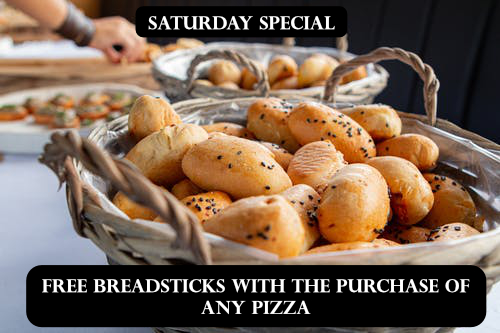 SATURDAY SPECIAL
FREE BREADSTICKS WITH THE PURCHASE OF
ANY PIZZA